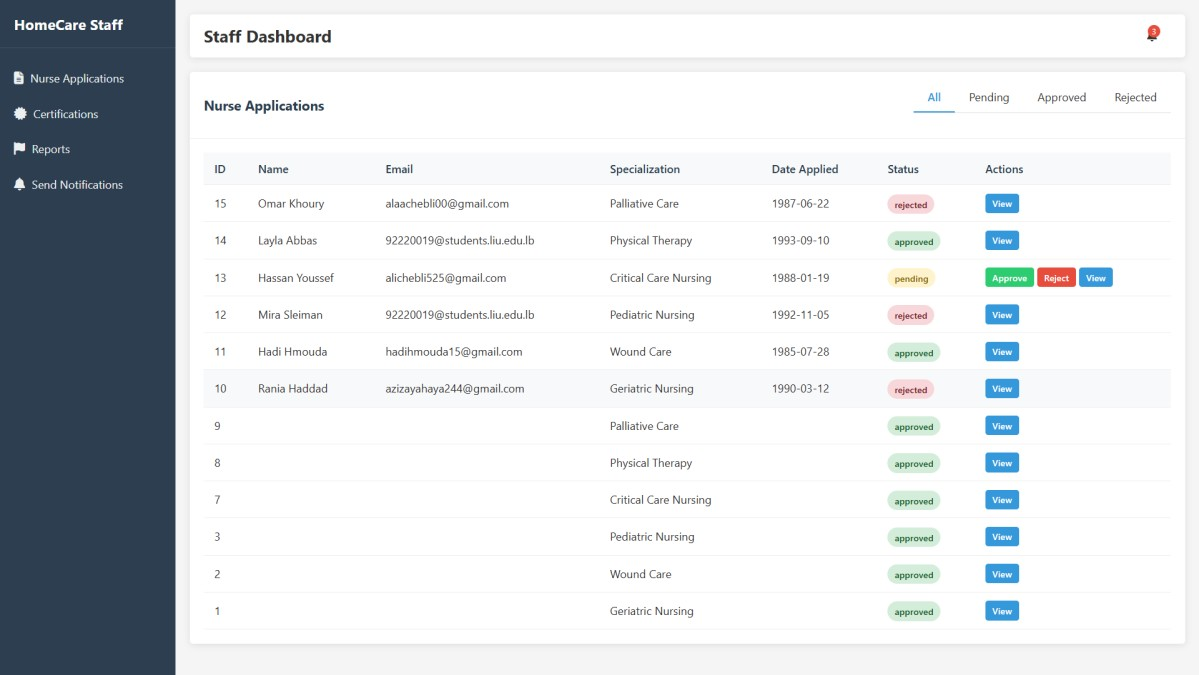 HomeCare Staff
Nurse Applications
Certifications
Reports
Send Notifications
Staff Dashboard
3
Nurse Applications
All Pending Approved Rejected
ID Name Email Specialization Date Applied Status Actions
15 Omar Khoury alaachebli00@gmail.com Palliative Care 1987-06-22 rejected View
14 Layla Abbas 92220019@students.liu.edu.lb Physical Therapy 1993-09-10 approved View
13 Hassan Youssef alichebli525@gmail.com Critical Care Nursing 1988-01-19 pending Approve Reject View
12 Mira Sleiman 92220019@students.liu.edu.lb Pediatric Nursing 1992-11-05 rejected View
11 Hadi Hmouda hadihmouda15@gmail.com Wound Care 1985-07-28 approved View
10 Rania Haddad azizayahaya244@gmail.com Geriatric Nursing 1990-03-12 rejected View
9 Palliative Care approved View
8 Physical Therapy approved View
7 Critical Care Nursing approved View
3 Pediatric Nursing approved View
2 Wound Care approved View
1 Geriatric Nursing approved View